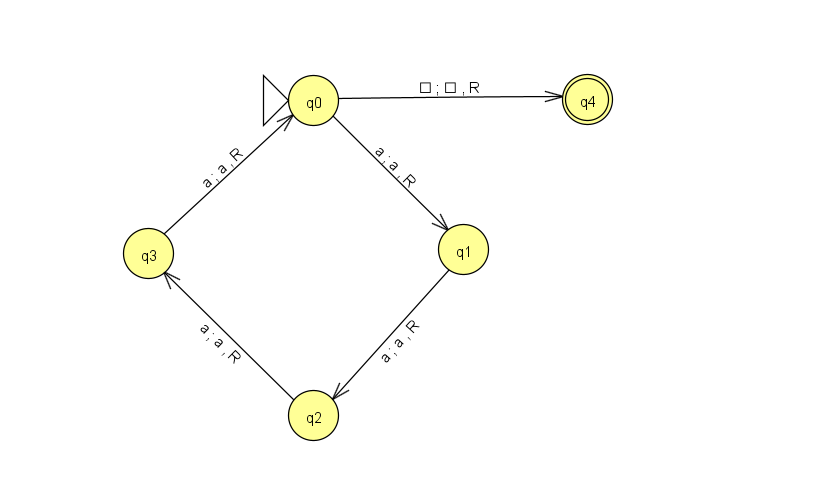 □ ; □ , R
q0
q4
a ; a , R
a ; a , R
q3
q1
a ; a , R
a ; a , R
q2